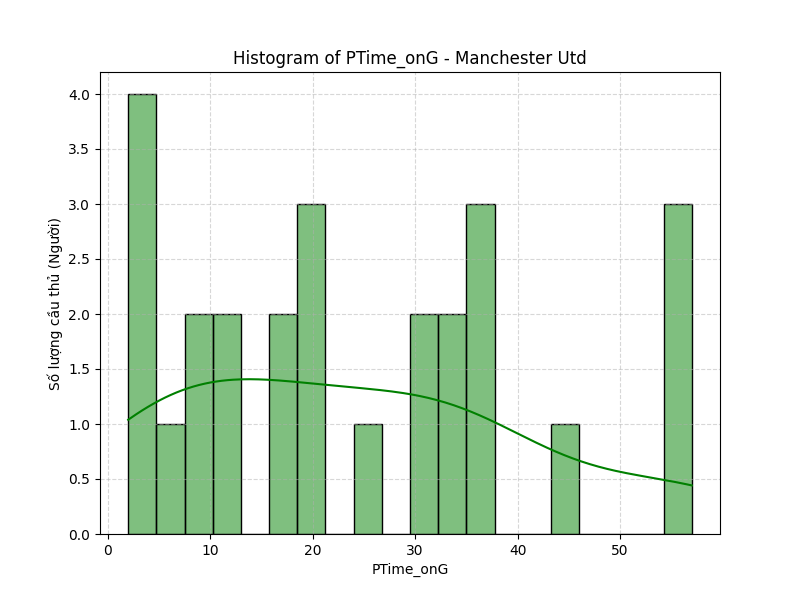 Histogram of PTime_onG - Manchester Utd
Số lượng cầu thủ (Người)
4.0
3.5
3.0
2.5
2.0
1.5
1.0
0.5
0.0
0 10 20 30 40 50
PTime_onG